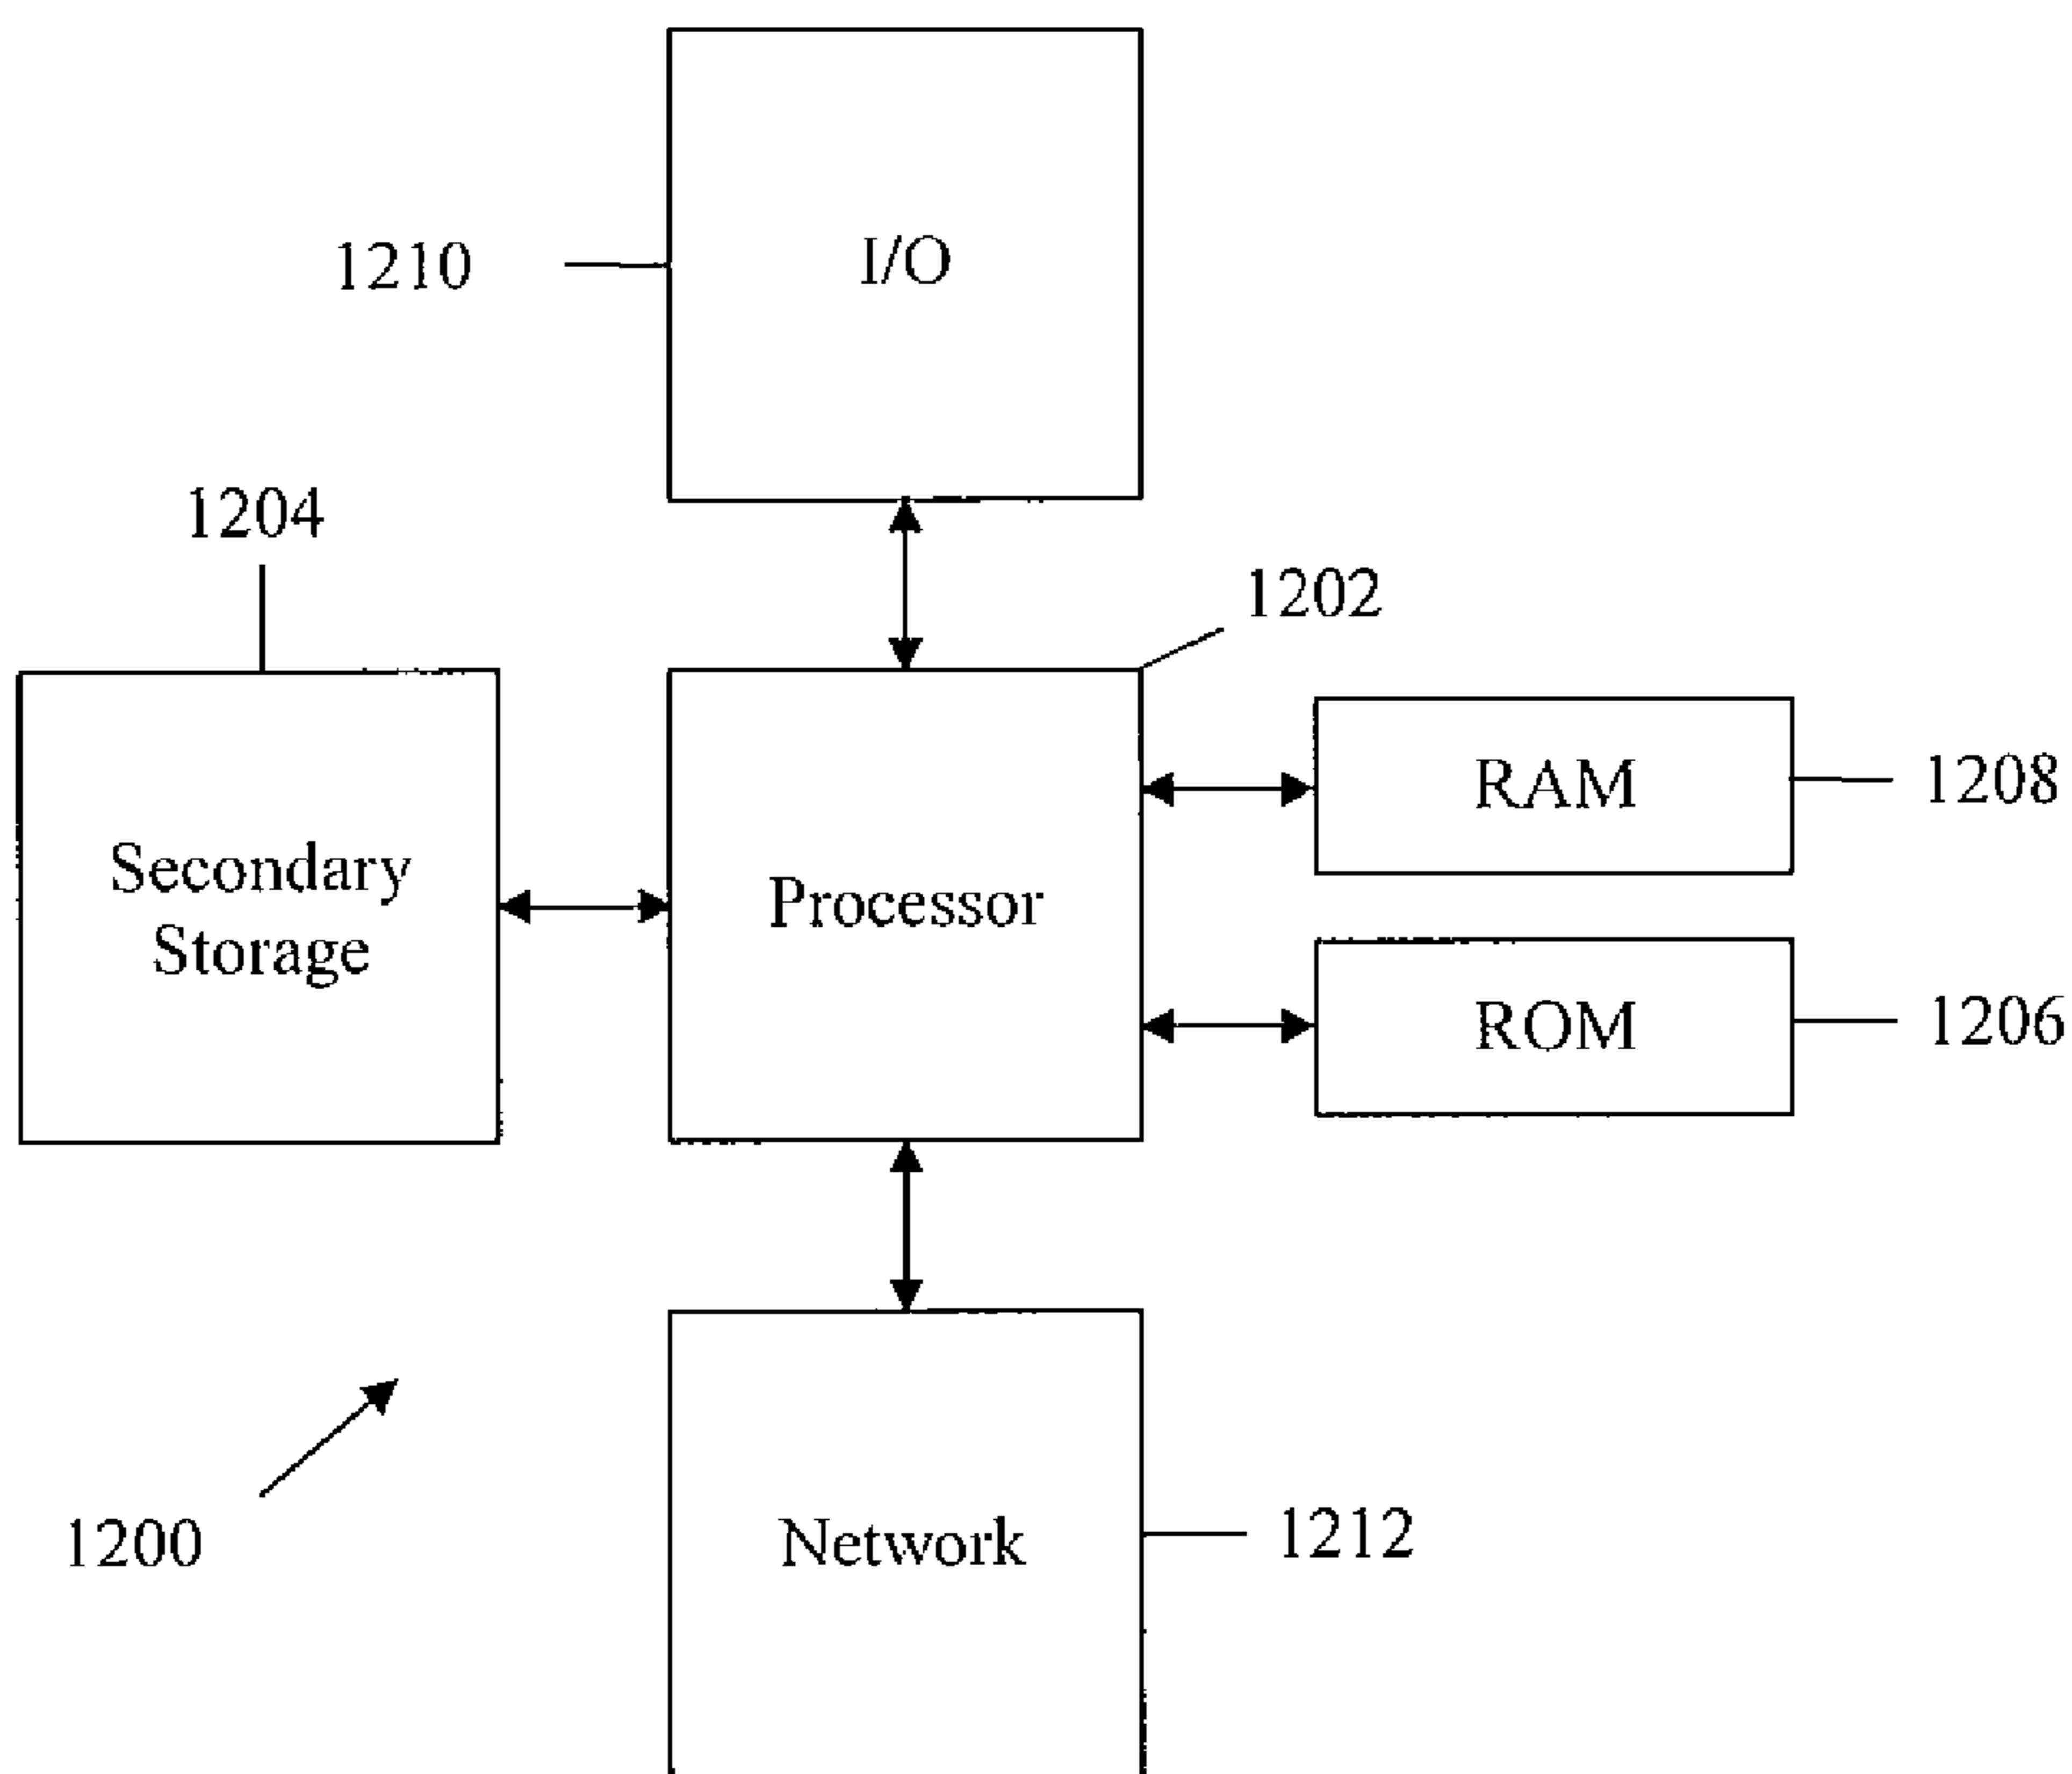 I/O
1210
1204
1202
RAM
1208
Secondary
Storage
Processor
ROM
1206
1200
Network
1212